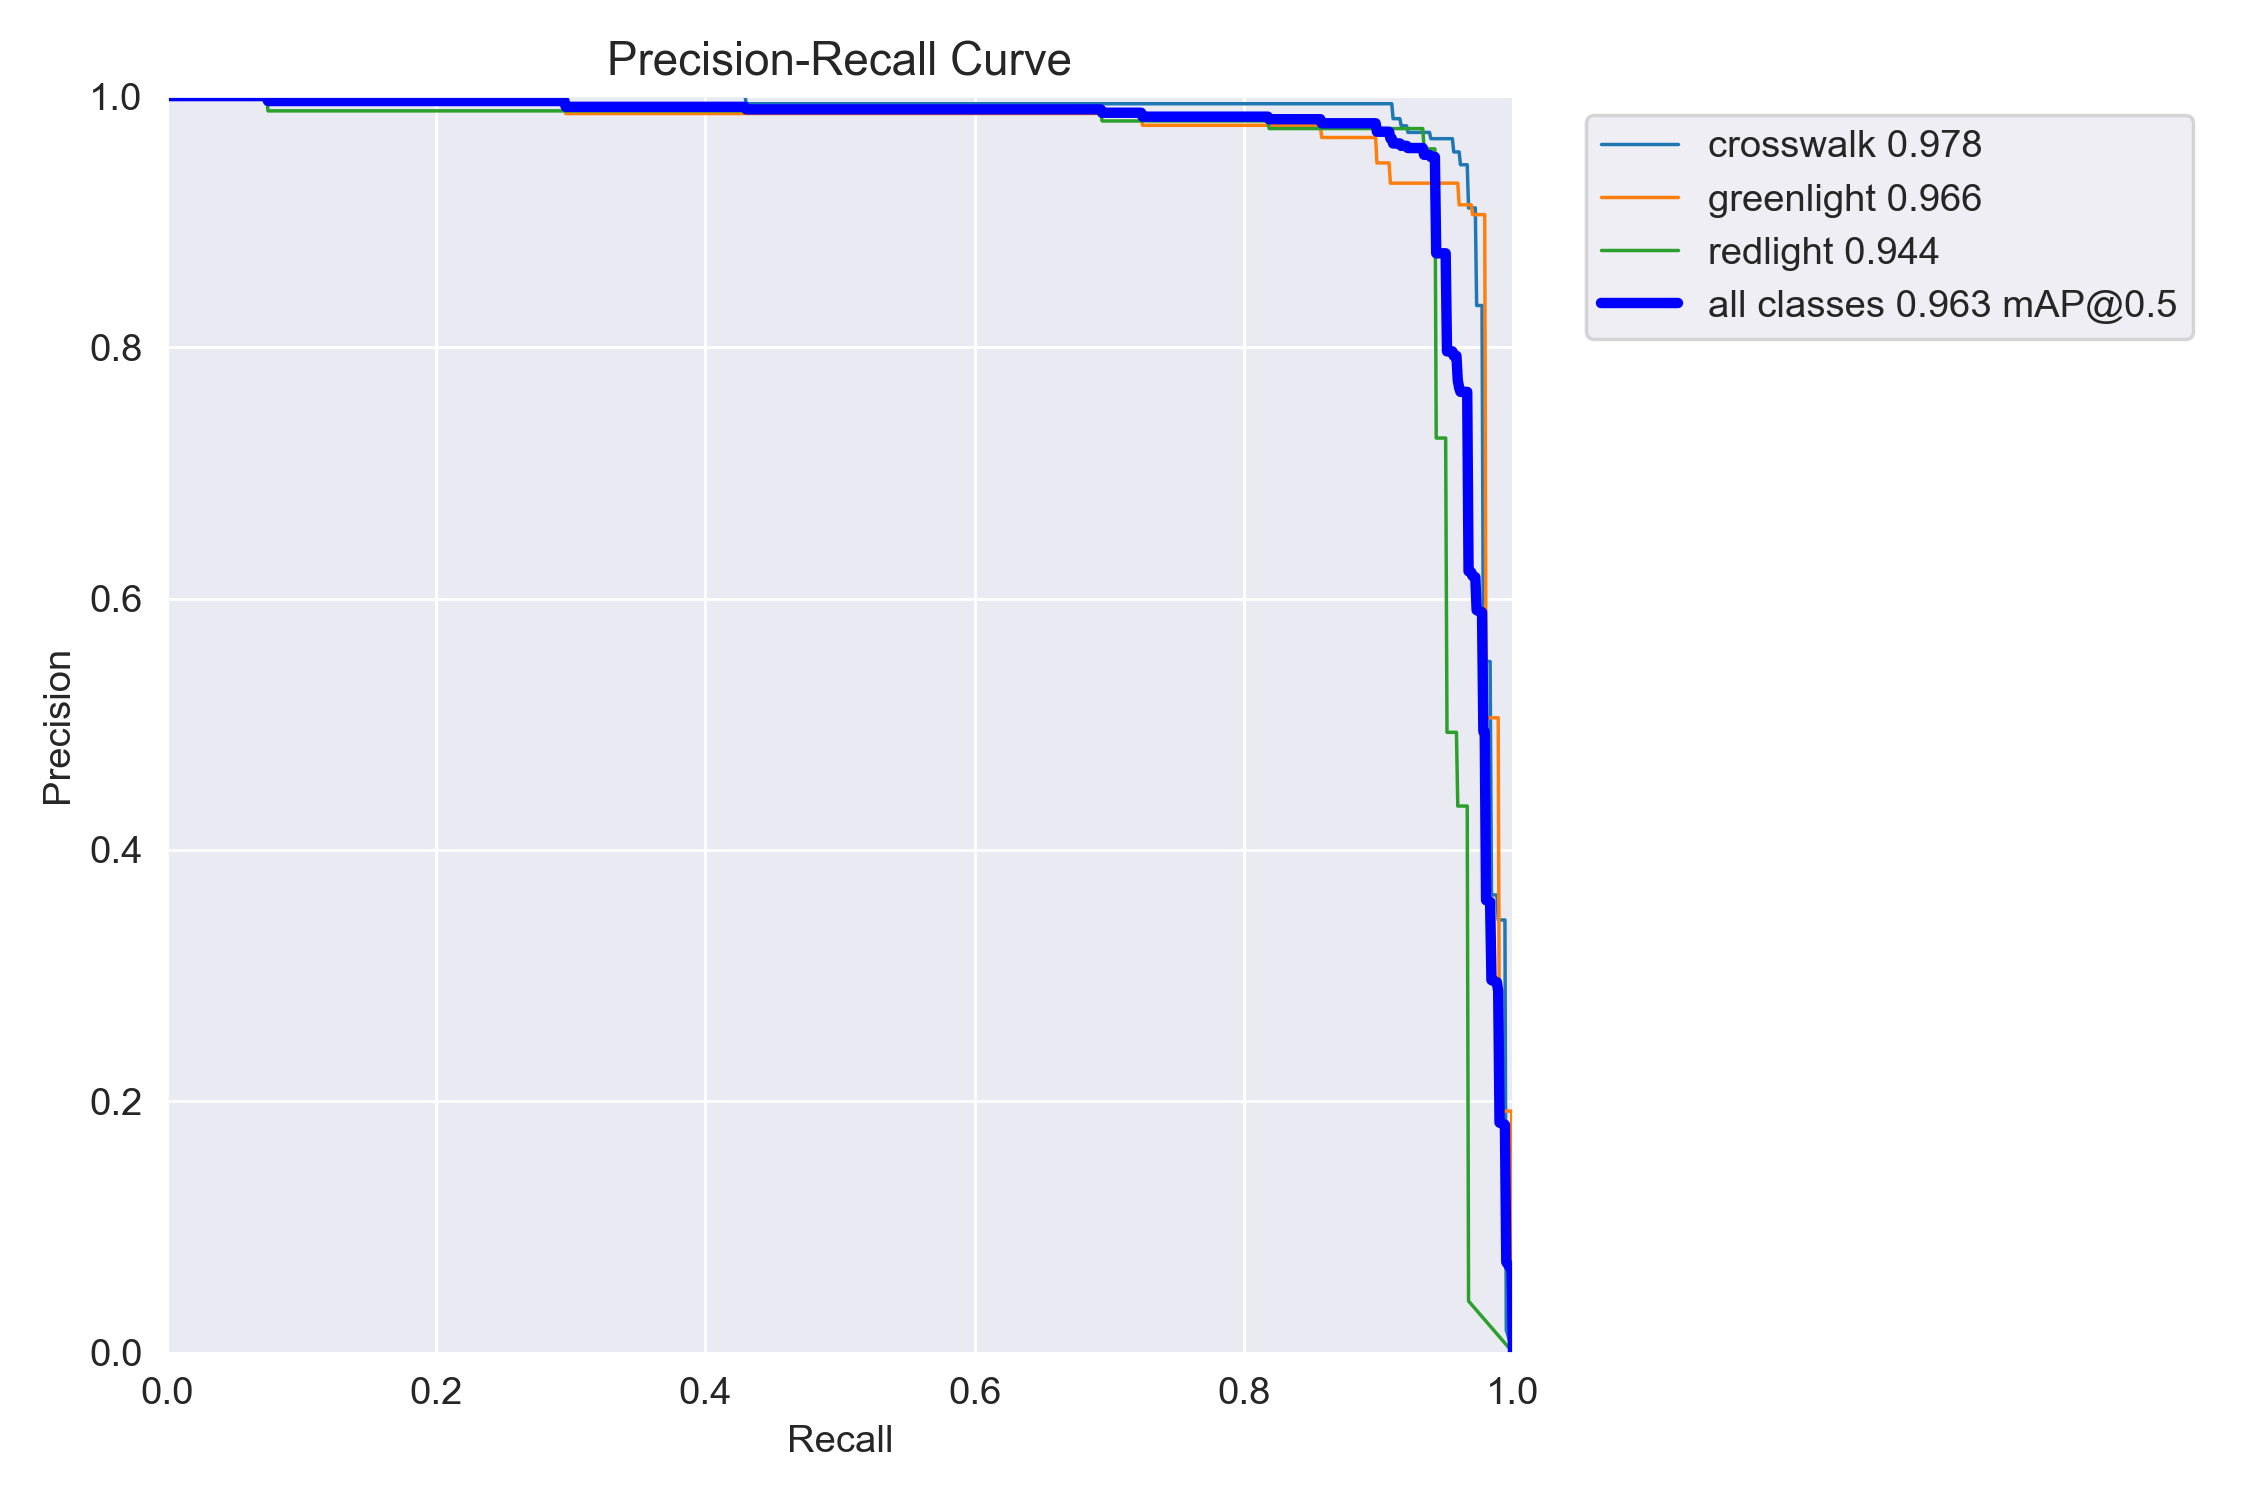 Precision-Recall Curve
1.0
0.8
0.6
0.4
0.2
0.0
Precision
0.0 0.2 0.4 0.6 0.8 1.0
Recall
crosswalk 0.978
greenlight 0.966
redlight 0.944
all classes 0.963 mAP@0.5